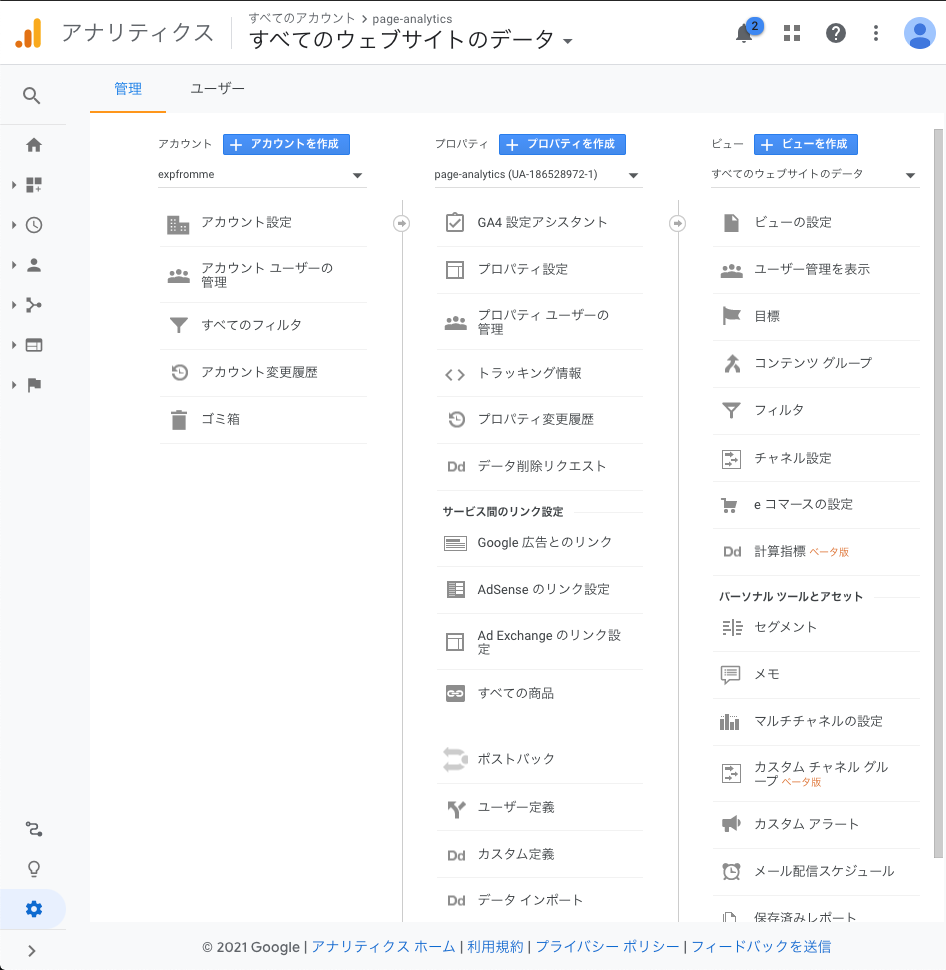 アナリティクス
すべてのアカウント > page-analytics
すべてのウェブサイトのデータ
2
管理
ユーザー
アカウント
アカウントを作成
expfromme
アカウント設定
アカウント ユーザーの
管理
すべてのフィルタ
アカウント変更履歴
ゴミ箱
プロパティ
プロパティを作成
page-analytics (UA-186528972-1)
GA4 設定アシスタント
プロパティ設定
プロパティ ユーザーの
管理
トラッキング情報
プロパティ変更履歴
Dd データ削除リクエスト
サービス間のリンク設定
Google 広告とのリンク
AdSense のリンク設定
Ad Exchange のリンク設
定
すべての商品
ポストバック
ユーザー定義
Dd カスタム定義
Dd データ インポート
ビュー
ビューを作成
すべてのウェブサイトのデータ
ビューの設定
ユーザー管理を表示
目標
コンテンツ グループ
フィルタ
チャネル設定
e コマースの設定
Dd 計算指標 ベータ版
パーソナル ツールとアセット
セグメント
メモ
マルチチャネルの設定
カスタム チャネル グル
ープ ベータ版
カスタム アラート
メール配信スケジュール
保存済みレポート
© 2021 Google | アナリティクス ホーム | 利用規約 | プライバシー ポリシー | フィードバックを送信